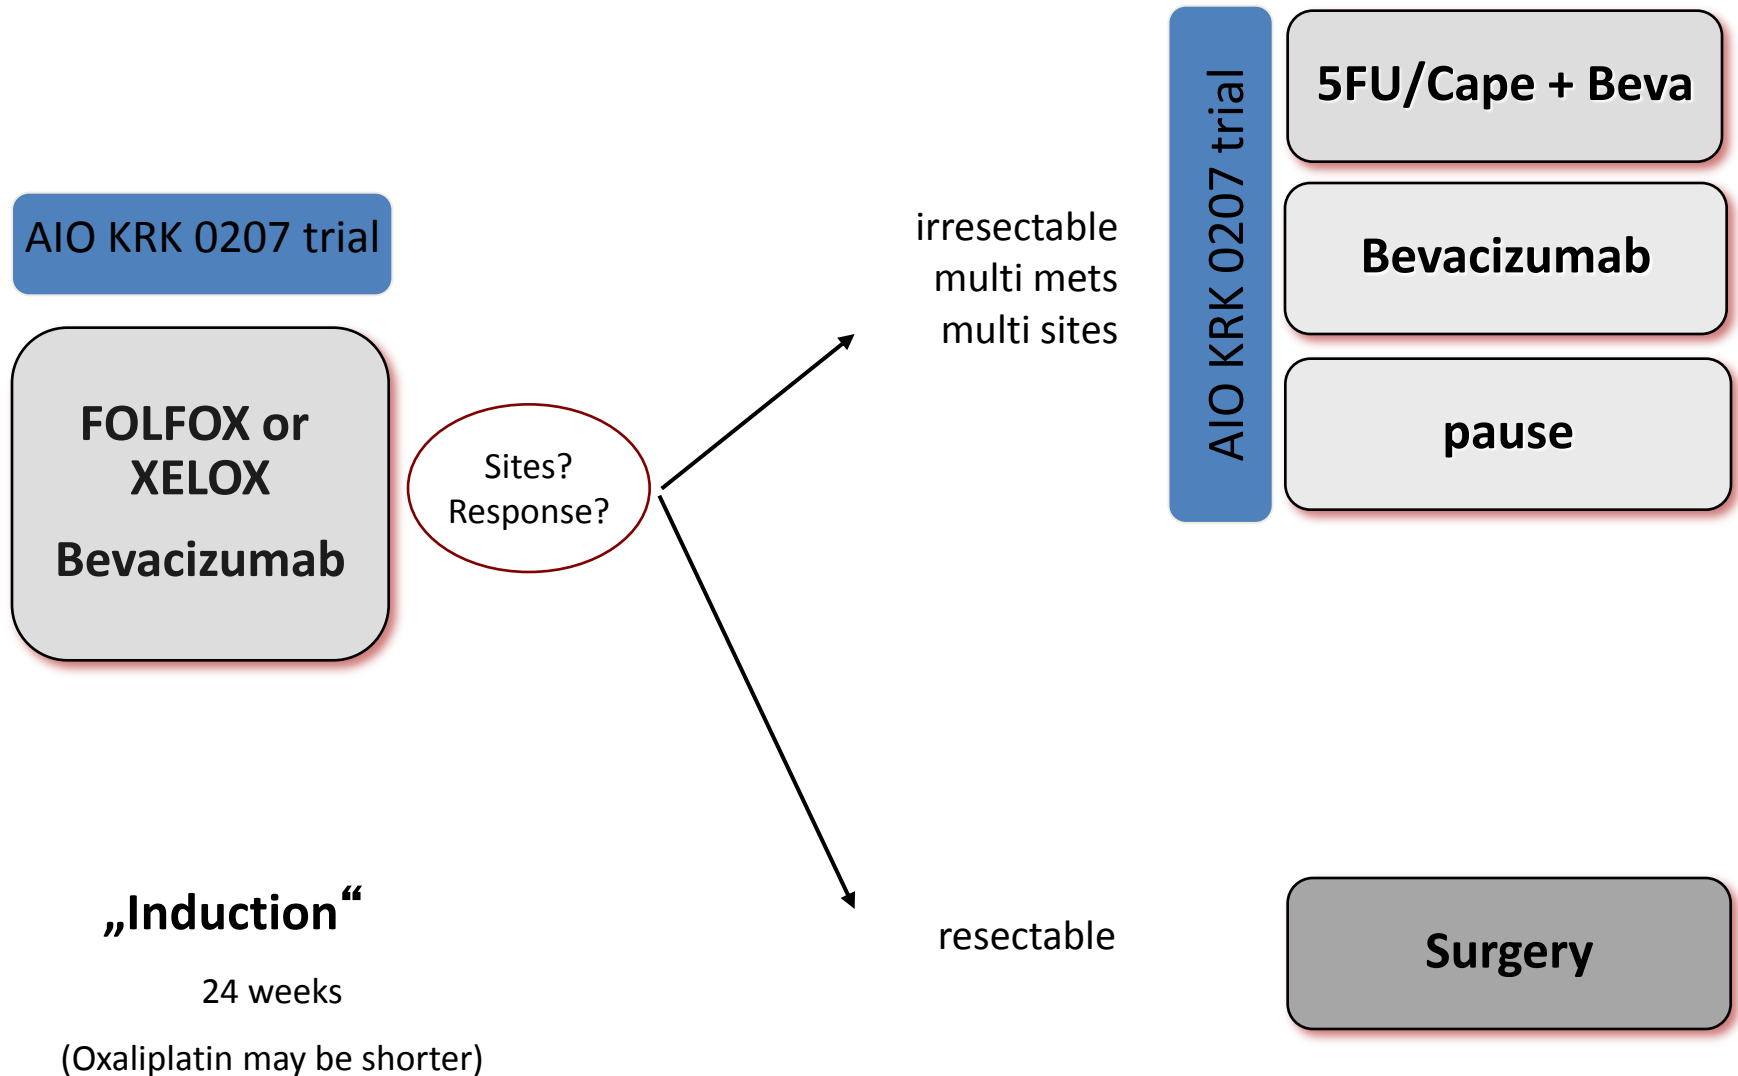 AIO KRK 0207 trial
FOLFOX or
XELOX
Bevacizumab
Sites?
Response?
„Induction“
24 weeks
(Oxaliplatin may be shorter)
irresectable
multi mets
multi sites
resectable
AIO KRK 0207 trial
5FU/Cape + Beva
Bevacizumab
pause
Surgery